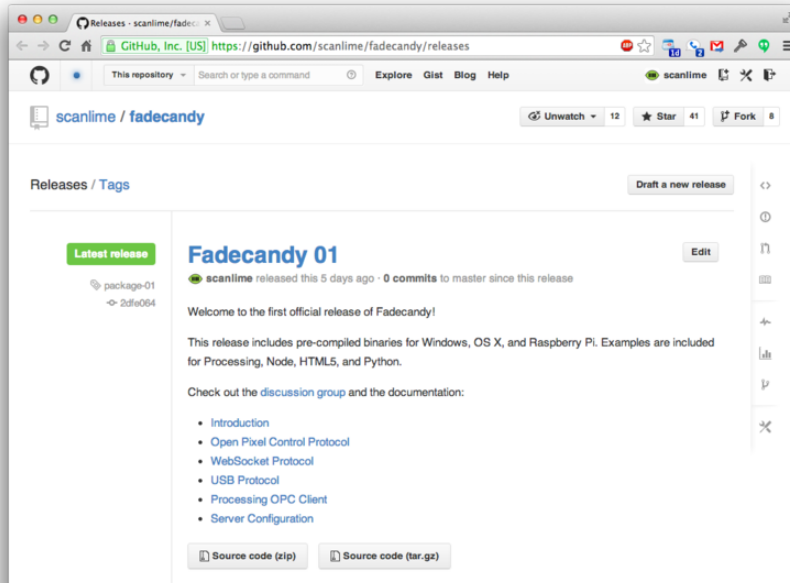 Releases - scanlime/fadec
GitHub, Inc. [US] https://github.com/scanlime/fadecandy/releases
This repository Search or type a command Explore Gist Blog Help scanlime
scanlime / fadecandy Unwatch 12 Star 41 Fork 8
Releases / Tags Draft a new release
Latest release Fadecandy 01 Edit
package-01 scanlime released this 5 days ago · 0 commits to master since this release
2dfe064
Welcome to the first official release of Fadecandy!
This release includes pre-compiled binaries for Windows, OS X, and Raspberry Pi. Examples are included
for Processing, Node, HTML5, and Python.
Check out the discussion group and the documentation:
• Introduction
• Open Pixel Control Protocol
• WebSocket Protocol
• USB Protocol
• Processing OPC Client
• Server Configuration
Source code (zip) Source code (tar.gz)